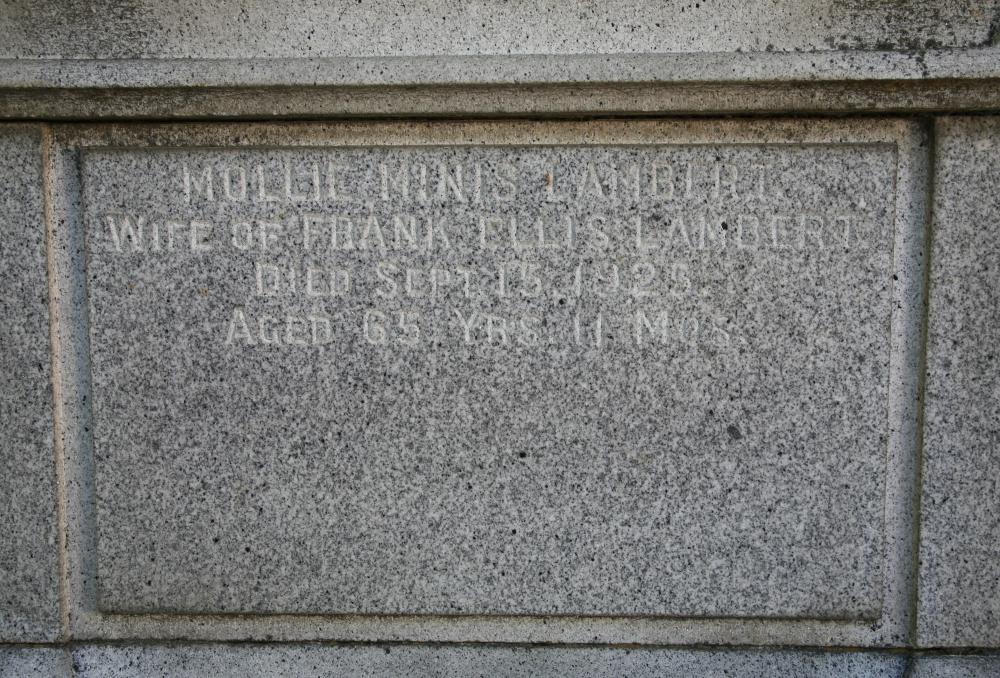 MOLLIE MINIS LAMBERT.
WIFE OF FRANK ELLIS LAMBERT.
DIED SEPT. 15, 1925.
AGED 65 YRS. 11 MOS.